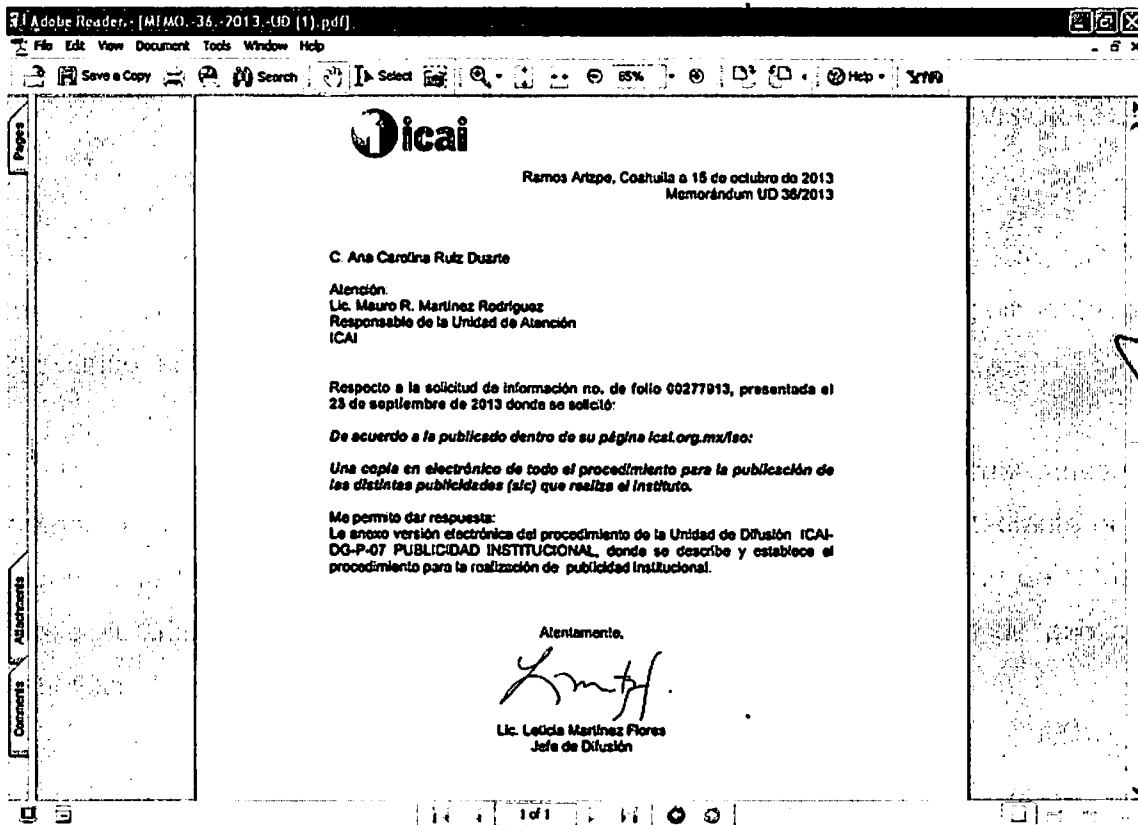 Adobe Reader - [MEMO.-36.-2013.-UD (1).pdf]
File Edit View Document Tools Window Help
Save a Copy Search Select 65% Help
Pages
icai
Ramos Arizpe, Coahuila a 15 de octubre de 2013
Memorándum UD 36/2013
C. Ana Carolina Ruiz Duarte
Atención:
Lic. Mauro R. Martínez Rodríguez
Responsable de la Unidad de Atención
ICAI
Respecto a la solicitud de información no. de folio 00277913, presentada el
23 de septiembre de 2013 donde se solicitó:
De acuerdo a la publicado dentro de su página icai.org.mx/iso:
Una copia en electrónico de todo el procedimiento para la publicación de
las distintas publicidades (sic) que realiza el instituto.
Me permito dar respuesta:
Le anexo versión electrónica del procedimiento de la Unidad de Difusión ICAI-
DG-P-07 PUBLICIDAD INSTITUCIONAL, donde se describe y establece el
procedimiento para la realización de publicidad institucional.
Atentamente,
Lic. Leticia Martínez Flores
Jefa de Difusión
Attachments
Comments
1 of 1